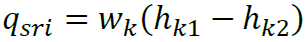 q_{sri} = w_k(h_{k1} − h_{k2})